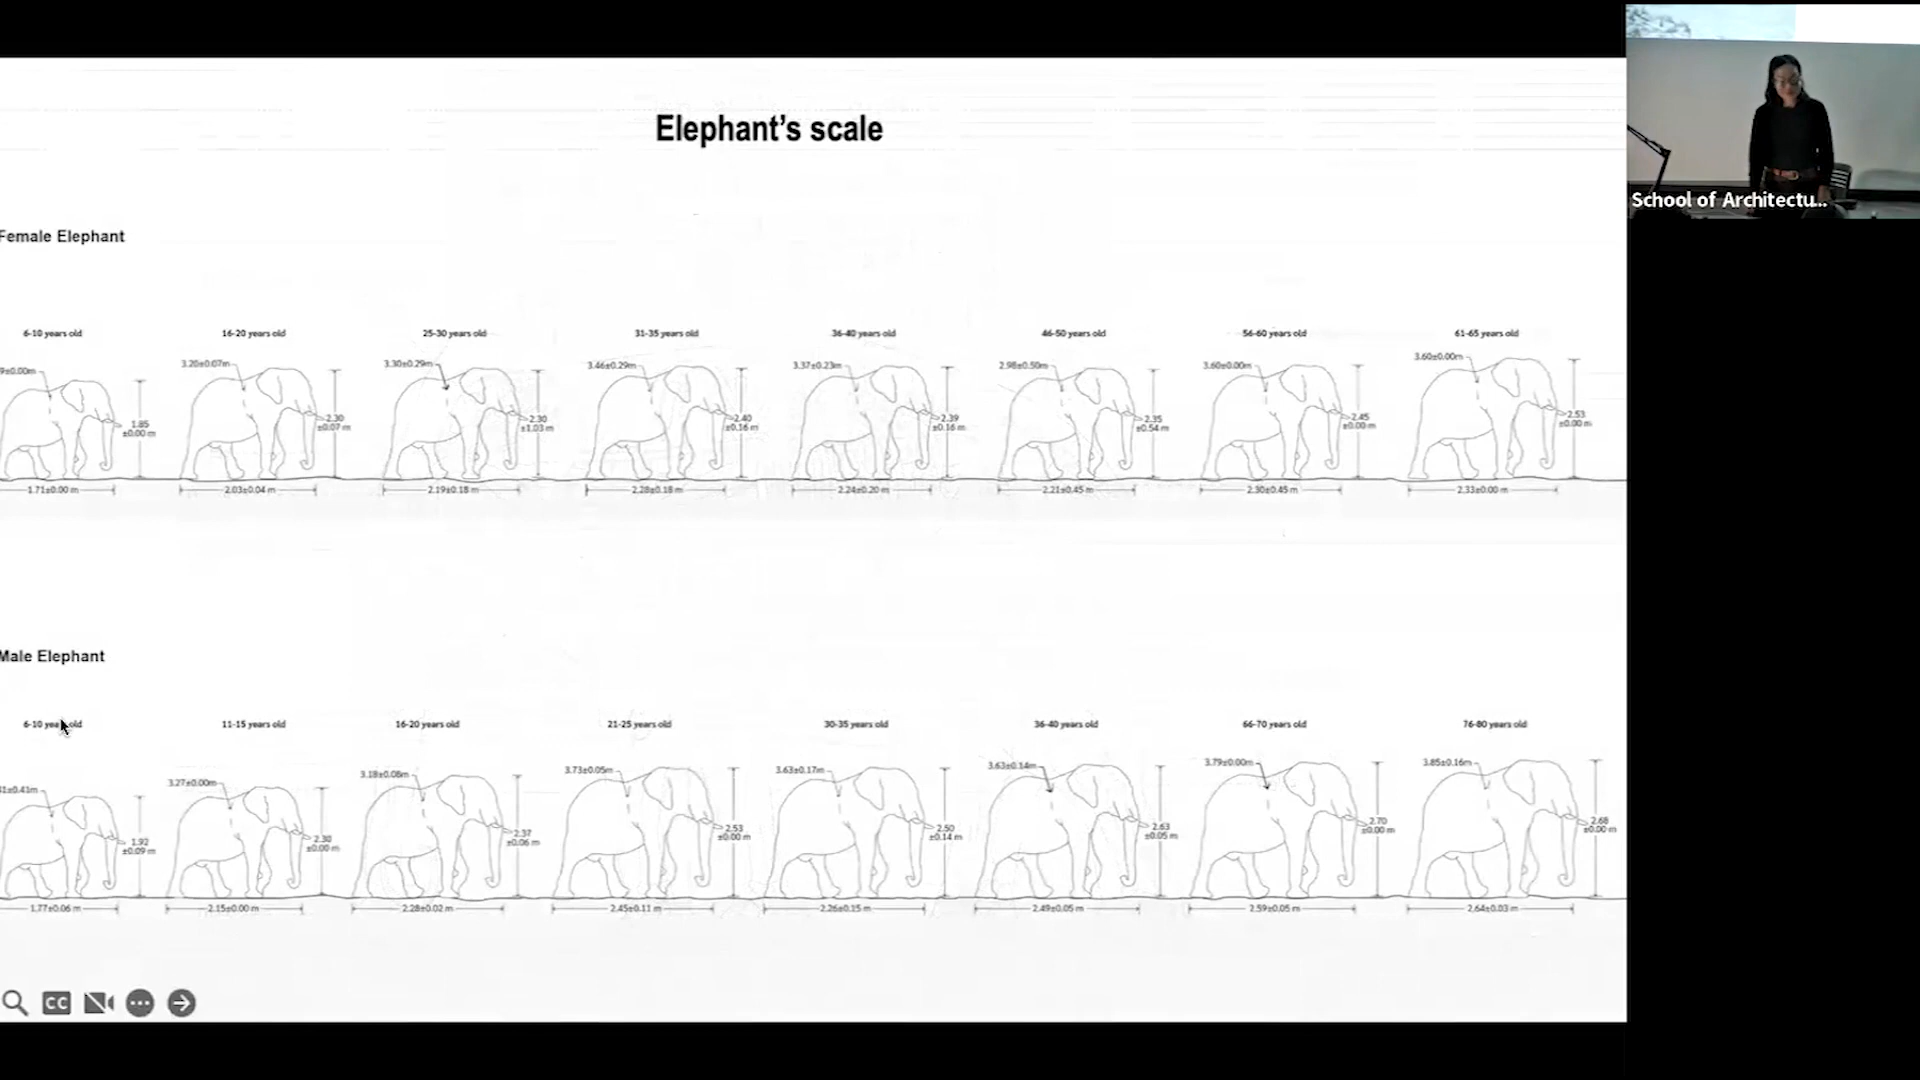 Elephant's scale
School of Architectu...
Female Elephant
6-10 years old 16-20 years old 25-30 years old 31-35 years old 36-40 years old 46-50 years old 56-60 years old 61-65 years old
9±0.00m 3.20±0.07m 3.30±0.29m 3.46±0.29m 3.37±0.23m 2.98±0.50m 3.60±0.00m 3.60±0.00m
1.85 2.30 2.30 2.40 2.39 2.35 2.45 2.53
±0.00 m ±0.07 m ±1.03 m ±0.16 m ±0.16 m ±0.54 m ±0.00 m ±0.00 m
1.71±0.00 m 2.03±0.04 m 2.19±0.18 m 2.28±0.18 m 2.24±0.20 m 2.21±0.45 m 2.30±0.45 m 2.33±0.00 m
Male Elephant
6-10 years old 11-15 years old 16-20 years old 21-25 years old 30-35 years old 36-40 years old 66-70 years old 76-80 years old
1±0.41m 3.27±0.00m 3.18±0.08m 3.73±0.05m 3.63±0.17m 3.63±0.14m 3.79±0.00m 3.85±0.16m
1.92 2.30 2.37 2.53 2.50 2.63 2.70 2.68
±0.09 m ±0.00 m ±0.06 m ±0.00 m ±0.14 m ±0.05 m ±0.00 m ±0.00 m
1.77±0.06 m 2.15±0.00 m 2.28±0.02 m 2.45±0.11 m 2.26±0.15 m 2.49±0.05 m 2.59±0.05 m 2.64±0.03 m
CC